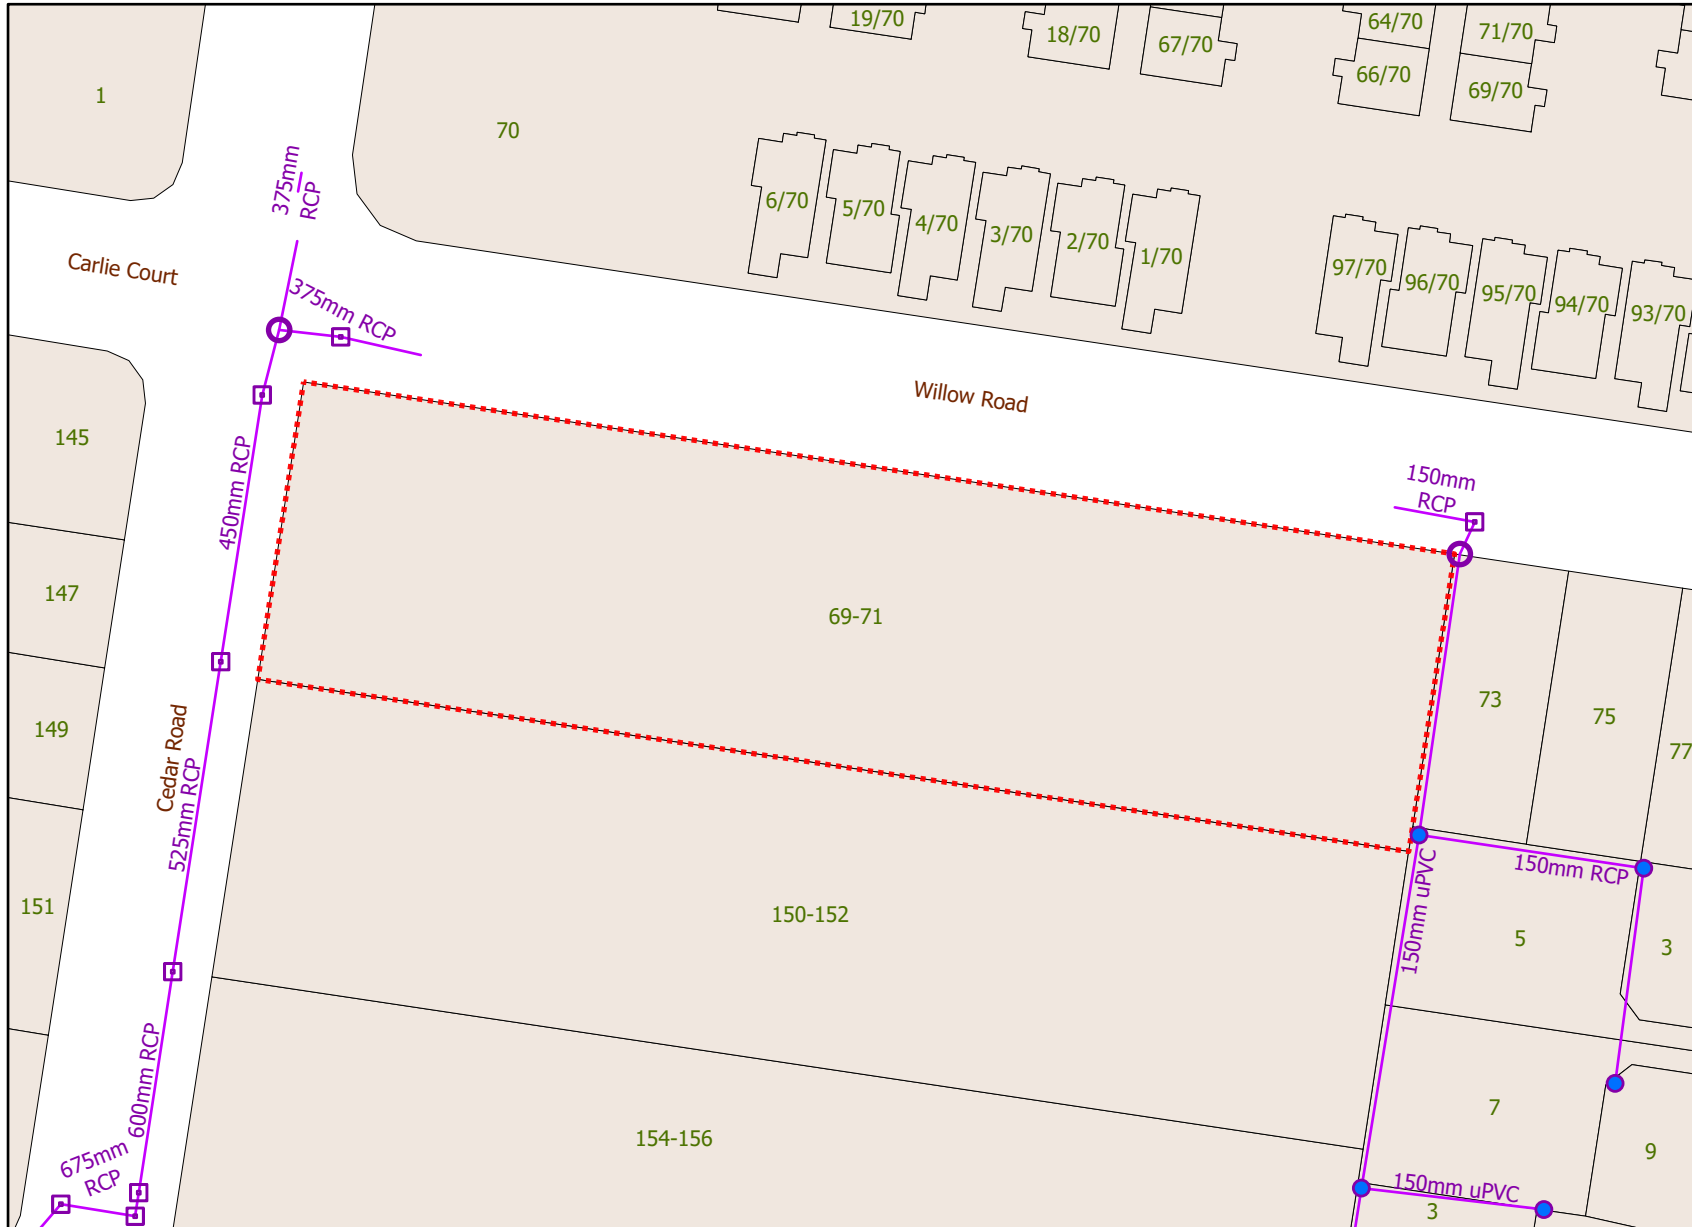 19/70
18/70
67/70
64/70
71/70
66/70
69/70
1
70
375mm
RCP
6/70
5/70
4/70
3/70
2/70
1/70
97/70
96/70
95/70
94/70
93/70
Carlie Court
375mm RCP
Willow Road
145
450mm RCP
150mm
RCP
147
69-71
73
75
77
149
Cedar Road
525mm RCP
150mm RCP
150mm uPVC
151
150-152
5
3
600mm RCP
7
154-156
9
675mm
RCP
150mm uPVC
3